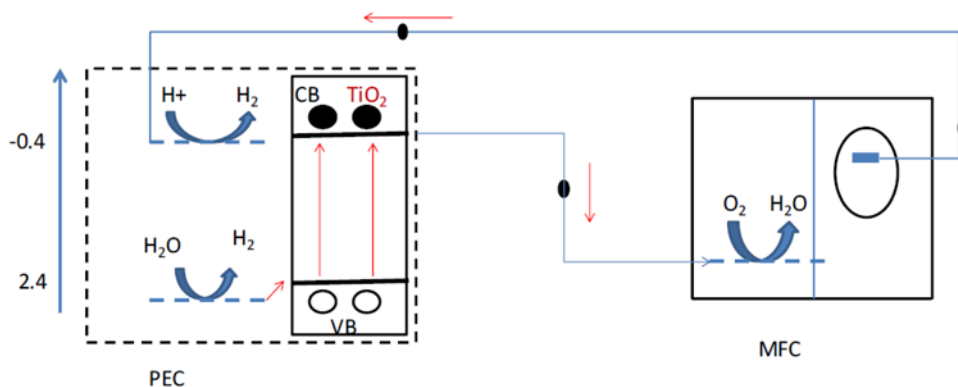 H+ H2 CB TiO2
-0.4
O2 H2O
H2O H2
2.4
VB
MFC
PEC